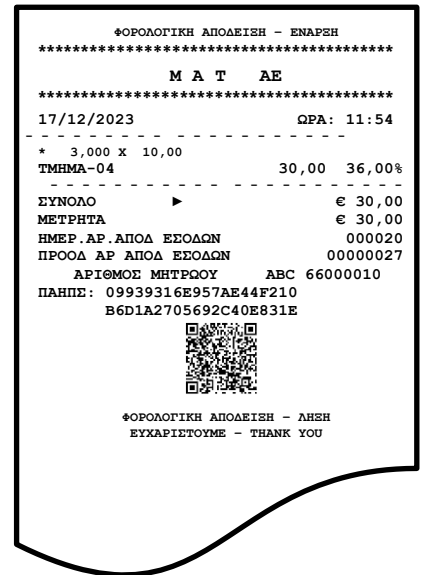 ΦΟΡΟΛΟΓΙΚΗ ΑΠΟΔΕΙΞΗ – ΕΝΑΡΞΗ
******************************************
Μ Α Τ ΑΕ
******************************************
17/12/2023 ΩΡΑ: 11:54
- - - - - - - - - - - - - - - - - - - -
* 3,000 X 10,00
ΤΜΗΜΑ-04 30,00 36,00%
- - - - - - - - - - - - - - - - - - - -
ΣΥΝΟΛΟ ► € 30,00
ΜΕΤΡΗΤΑ € 30,00
ΗΜΕΡ.ΑΡ.ΑΠΟΔ ΕΣΟΔΩΝ 000020
ΠΡΟΟΔ ΑΡ ΑΠΟΔ ΕΣΟΔΩΝ 00000027
ΑΡΙΘΜΟΣ ΜΗΤΡΩΟΥ ABC 66000010
ΠΑΗΠΣ: 09939316E957AE44F210
B6D1A2705692C40E831E
ΦΟΡΟΛΟΓΙΚΗ ΑΠΟΔΕΙΞΗ – ΛΗΞΗ
ΕΥΧΑΡΙΣΤΟΥΜΕ – THANK YOU